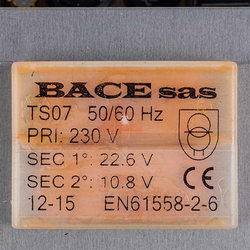 BACE sas
TS07 50/60 Hz
PRI: 230 V
SEC 1°: 22.6 V
SEC 2°: 10.8 V
CE
12-15 EN61558-2-6